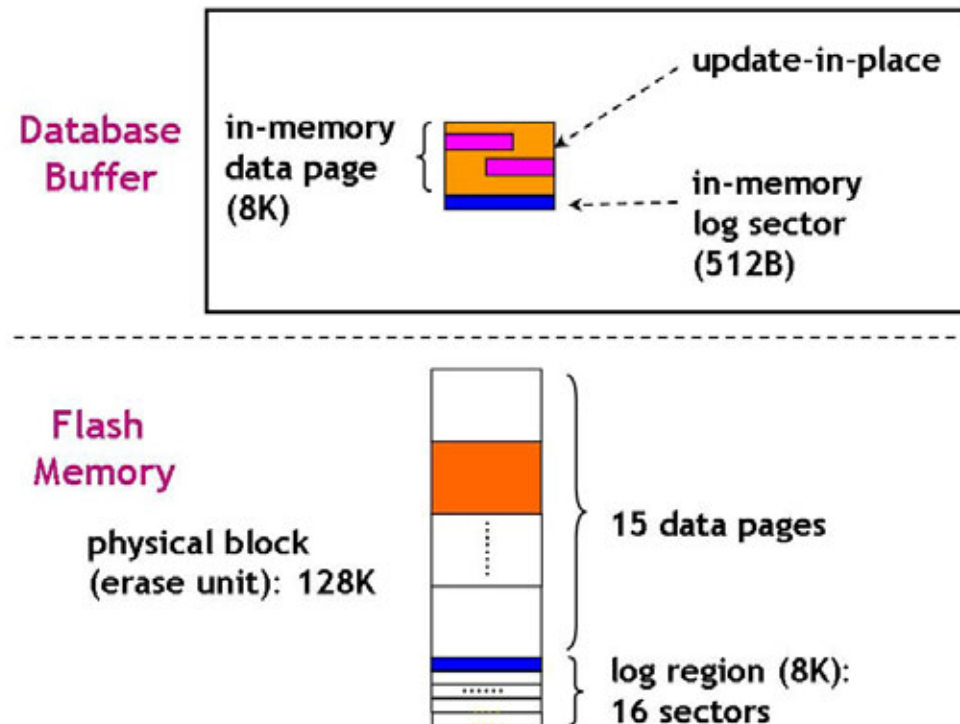 update-in-place
Database
Buffer
in-memory
data page
(8K)
in-memory
log sector
(512B)
Flash
Memory
physical block
(erase unit): 128K
15 data pages
log region (8K):
16 sectors